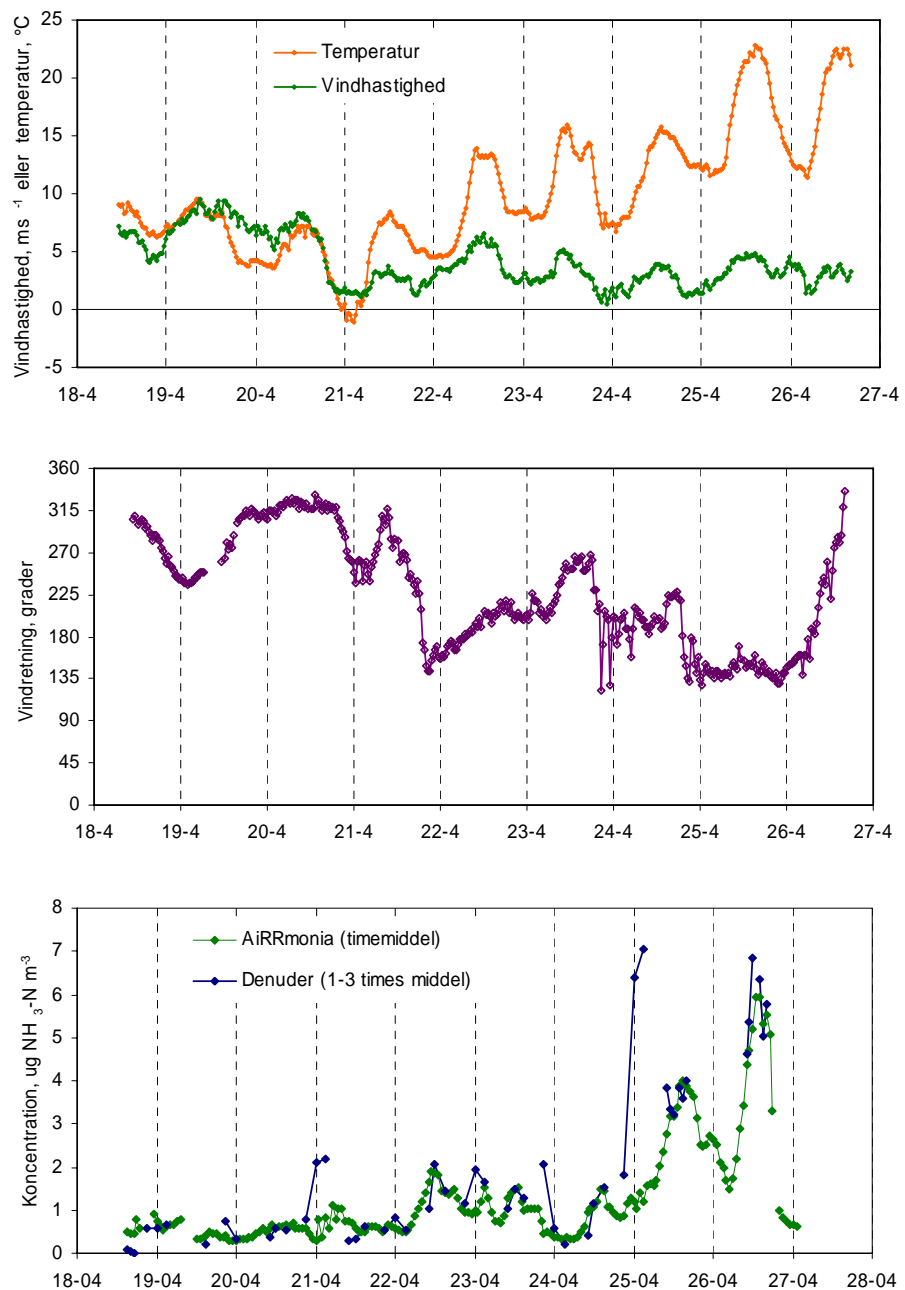 Vindhastighed, ms ⁻¹ eller temperatur, °C
25
20
15
10
5
0
-5
Temperatur
Vindhastighed
18-4 19-4 20-4 21-4 22-4 23-4 24-4 25-4 26-4 27-4
Vindretning, grader
360
315
270
225
180
135
90
45
0
18-4 19-4 20-4 21-4 22-4 23-4 24-4 25-4 26-4 27-4
Koncentration, ug NH ₃-N m⁻³
8
7
6
5
4
3
2
1
0
AiRRmonia (timemiddel)
Denuder (1-3 times middel)
18-04 19-04 20-04 21-04 22-04 23-04 24-04 25-04 26-04 27-04 28-04